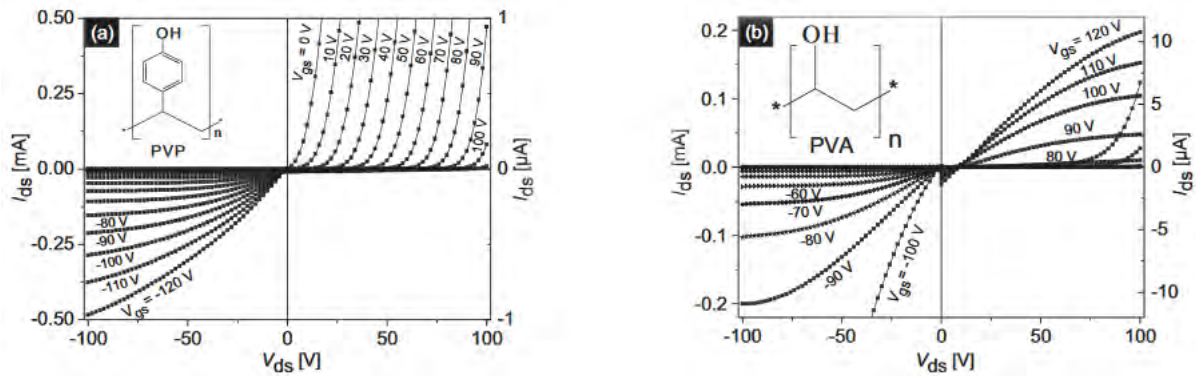 (a)
OH
n
PVP
0.50
0.25
0.00
-0.25
-0.50
I_ds [mA]
V_gs = 0 V
10 V
20 V
30 V
40 V
50 V
60 V
70 V
80 V
90 V
100 V
-80 V
-90 V
-100 V
-110 V
V_gs = -120 V
1
0
-1
I_ds [µA]
-100 -50 0 50 100
V_ds [V]
(b)
OH
* *
n
PVA
0.2
0.1
0.0
-0.1
-0.2
I_ds [mA]
V_gs = 120 V
110 V
100 V
90 V
80 V
-60 V
-70 V
-80 V
-90 V
V_gs = -100 V
10
5
0
-5
-10
I_ds [µA]
-100 -50 0 50 100
V_ds [V]